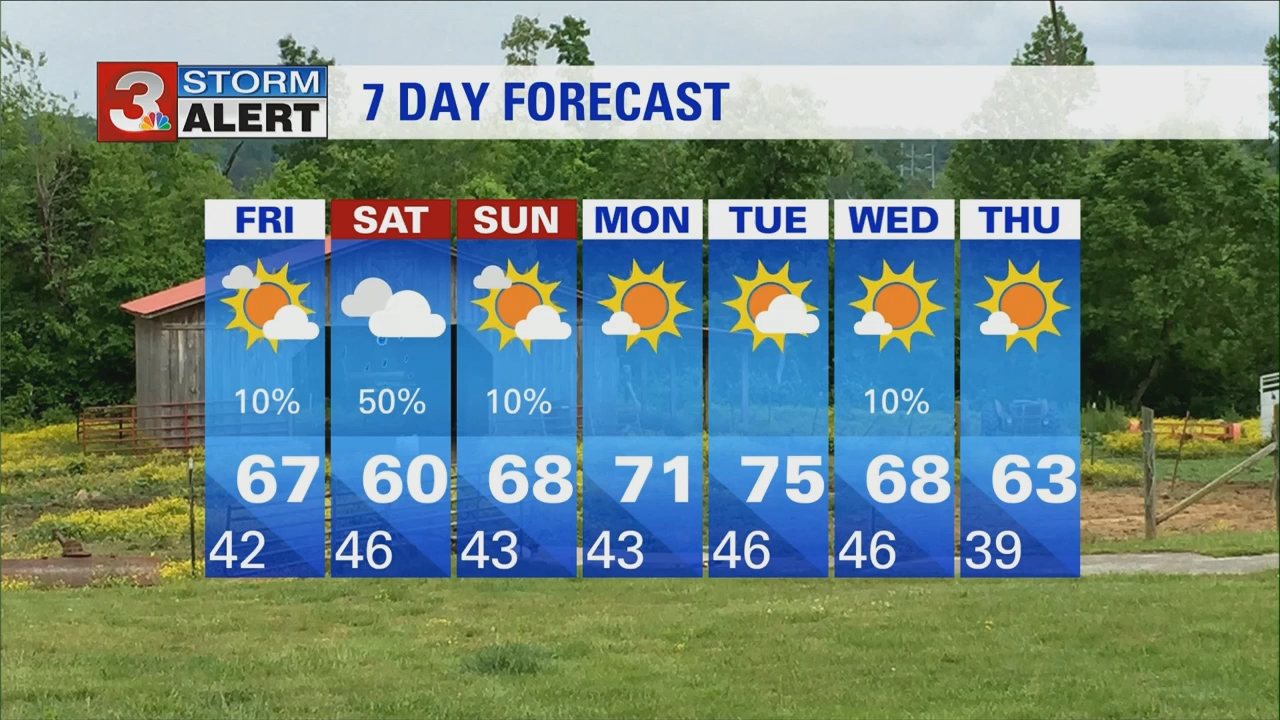 3 STORM
ALERT
7 DAY FORECAST
FRI SAT SUN MON TUE WED THU
10% 50% 10% 10%
67 60 68 71 75 68 63
42 46 43 43 46 46 39